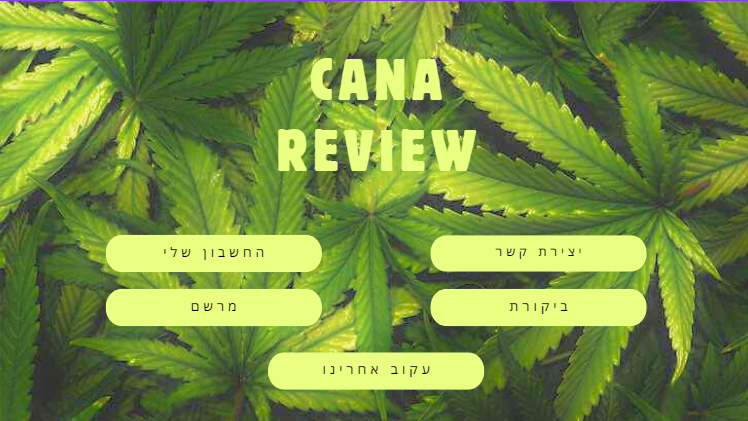 CANA
REVIEW
יצירת קשר
החשבון שלי
ביקורת
מרשם
עקוב אחרינו